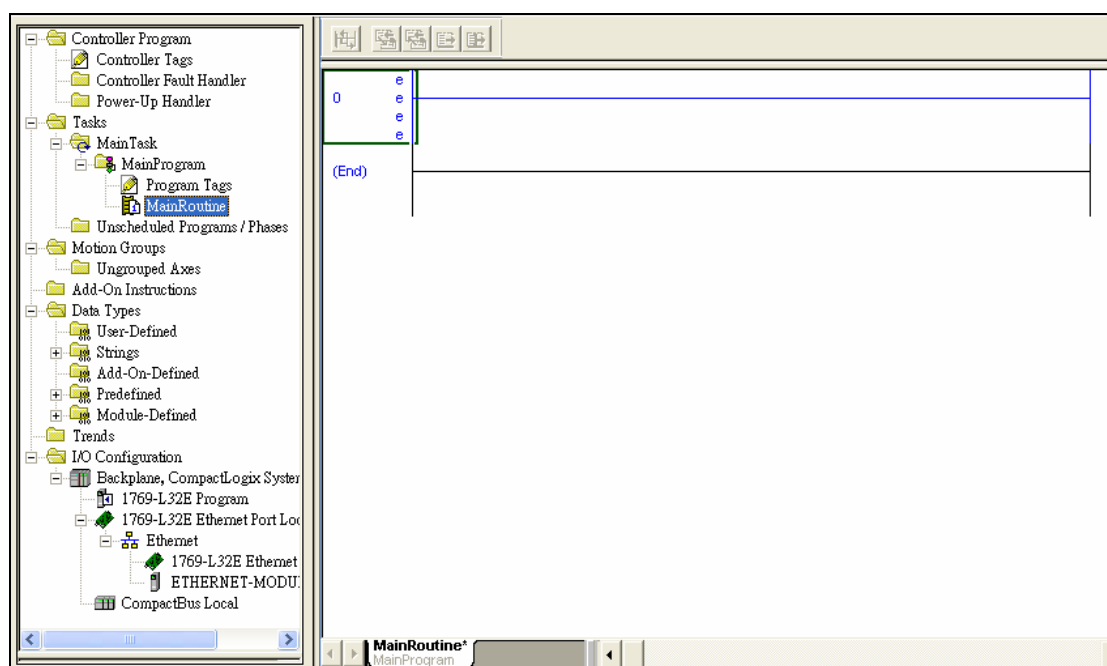 Controller Program
Controller Tags
Controller Fault Handler
Power-Up Handler
Tasks
MainTask
MainProgram
Program Tags
MainRoutine
Unscheduled Programs / Phases
Motion Groups
Ungrouped Axes
Add-On Instructions
Data Types
User-Defined
Strings
Add-On-Defined
Predefined
Module-Defined
Trends
I/O Configuration
Backplane, CompactLogix System
1769-L32E Program
1769-L32E Ethernet Port Loc
Ethernet
1769-L32E Ethernet
ETHERNET-MODU
CompactBus Local
e
0 e
e
e
(End)
MainRoutine*
MainProgram